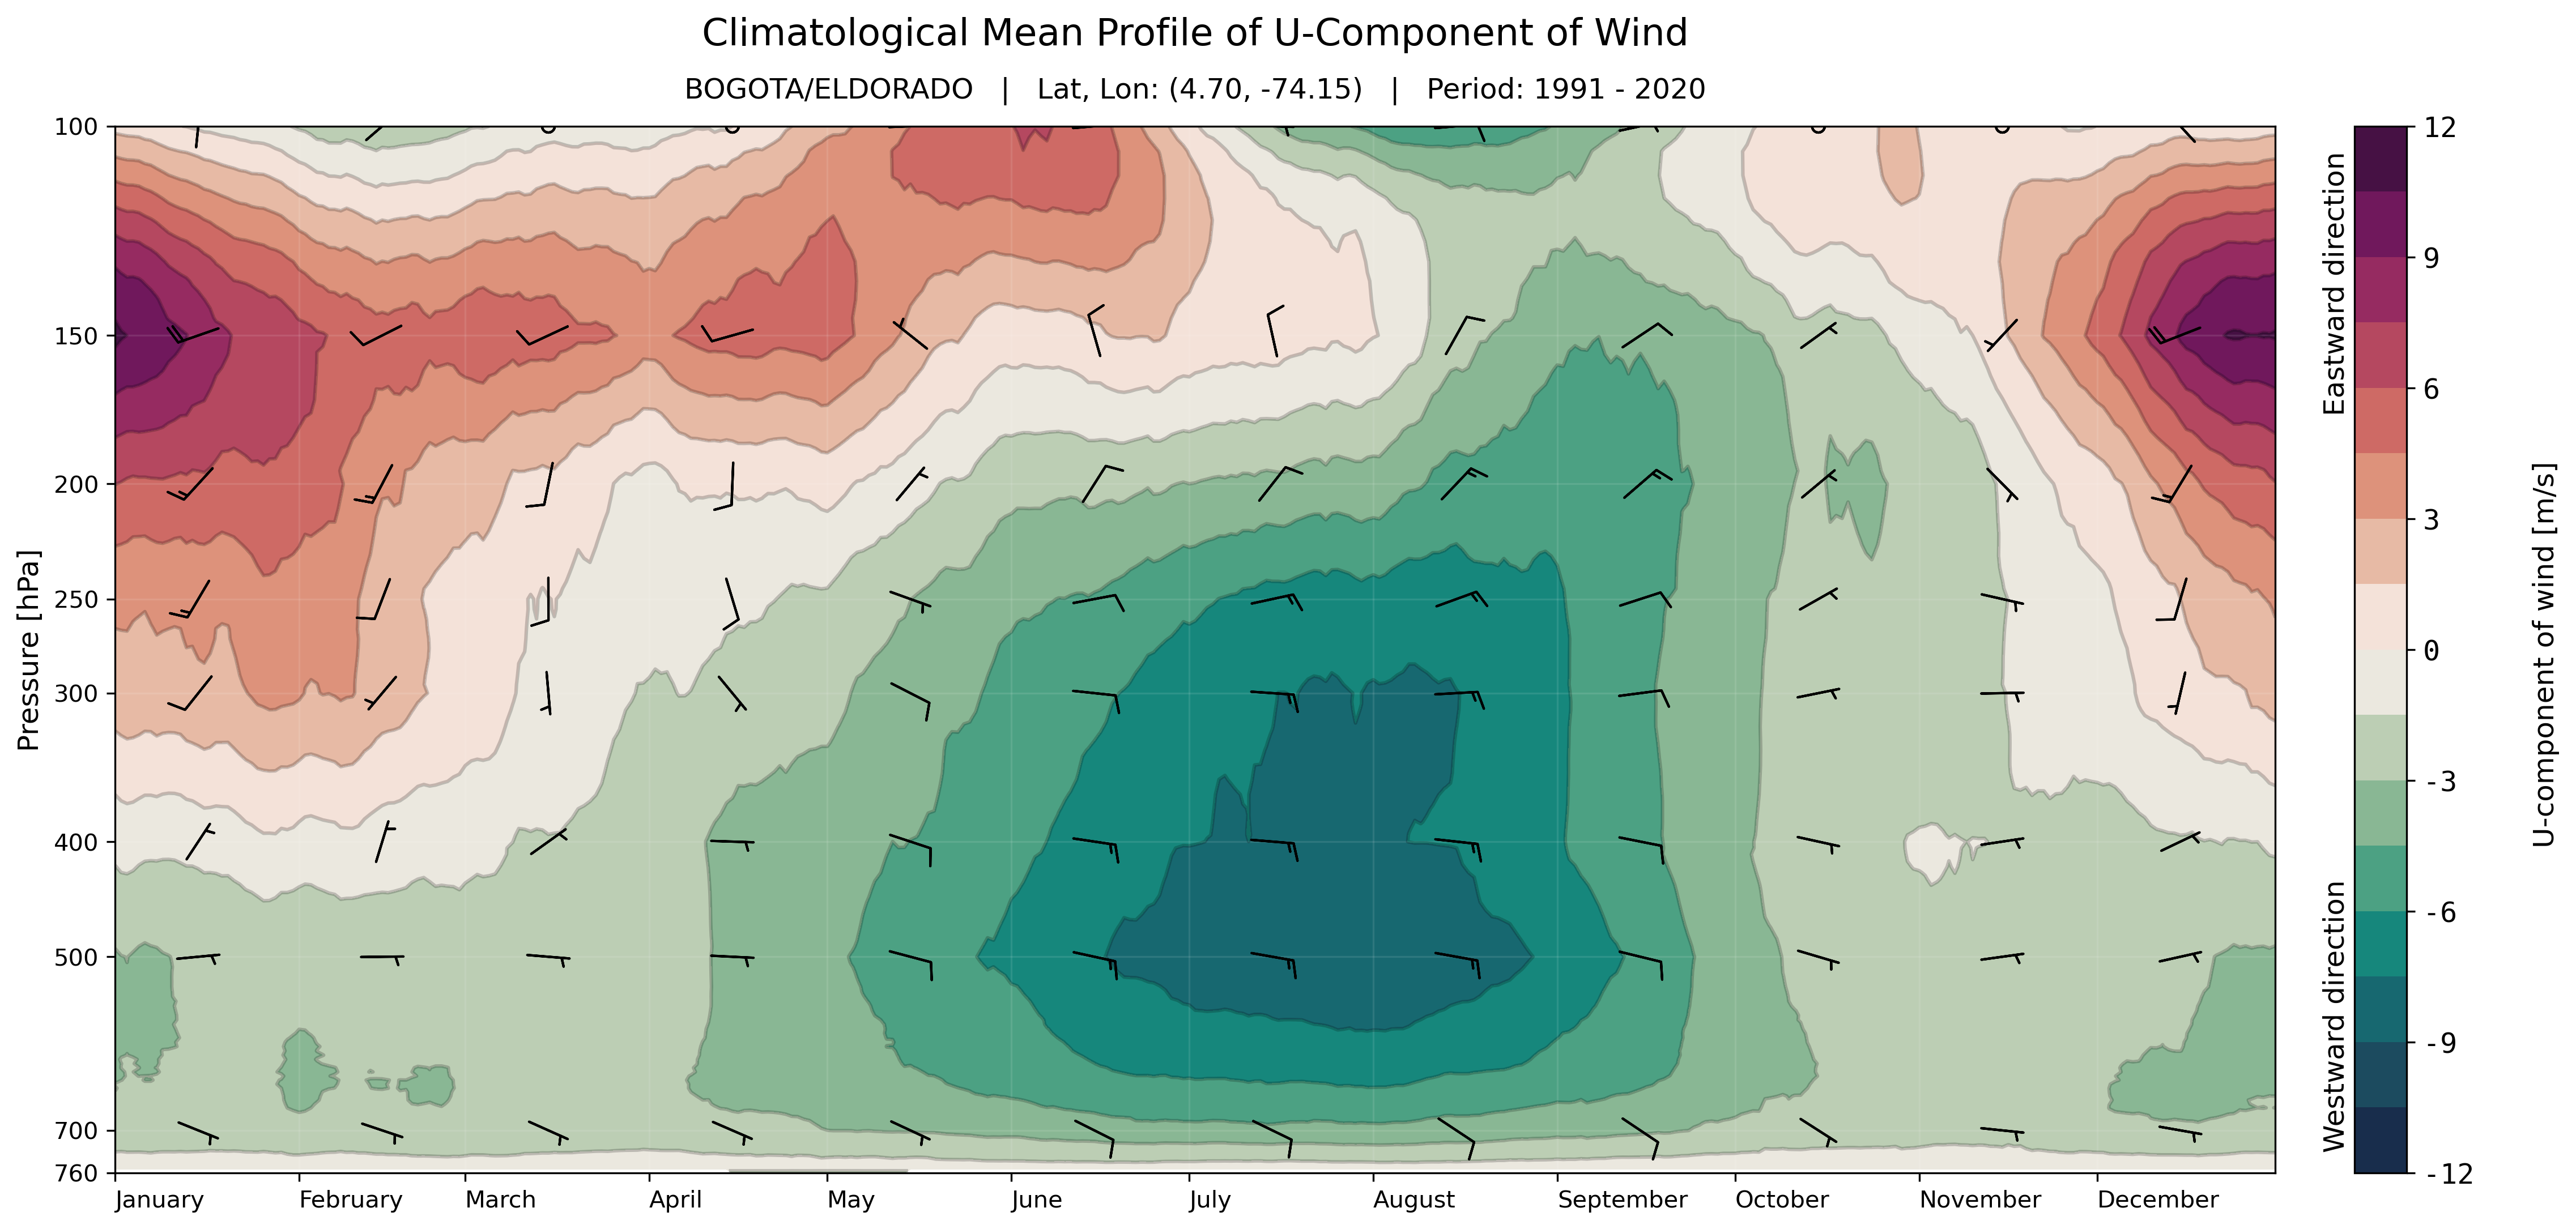 Climatological Mean Profile of U-Component of Wind
BOGOTA/ELDORADO | Lat, Lon: (4.70, -74.15) | Period: 1991 - 2020
Pressure [hPa]
100
150
200
250
300
400
500
700
760
January February March April May June July August September October November December
Eastward direction
Westward direction
12
9
6
3
0
-3
-6
-9
-12
U-component of wind [m/s]